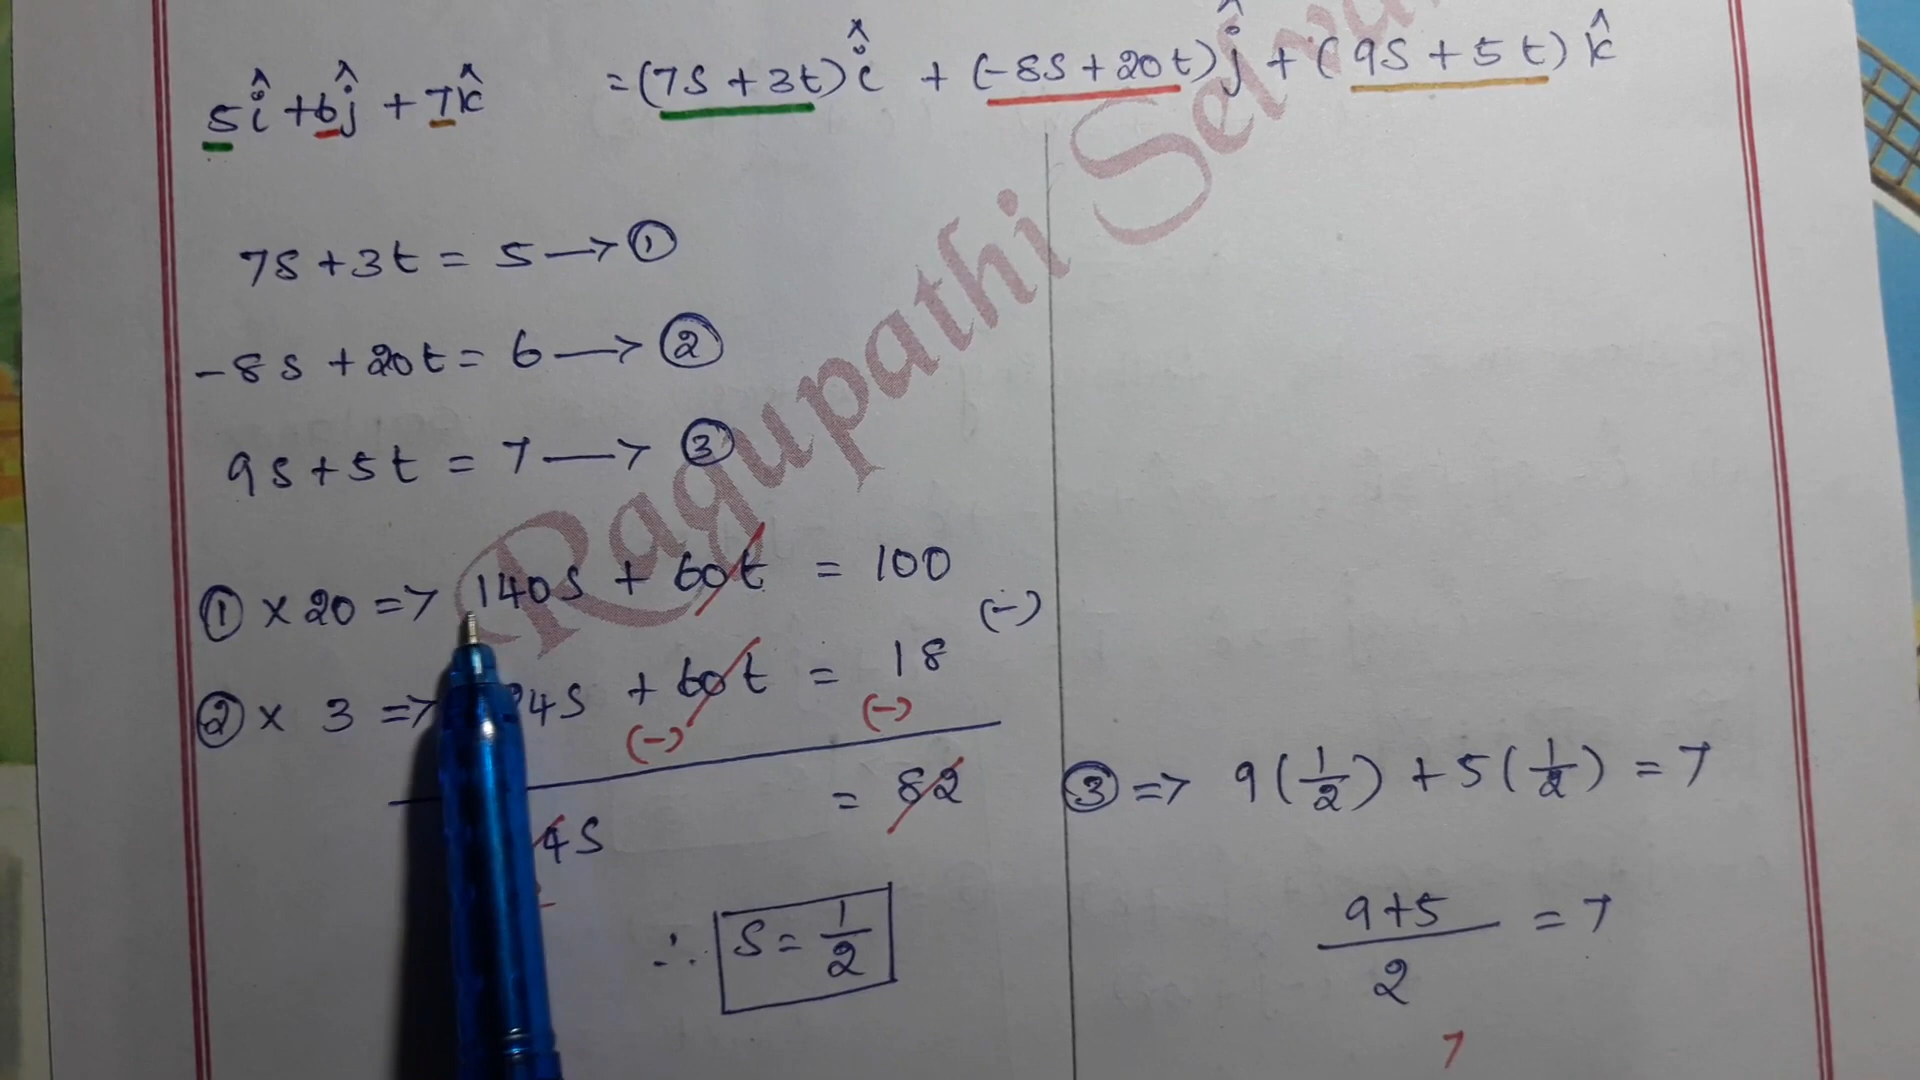 5î + 6ĵ + 7k̂ = (7s + 3t)î + (-8s + 20t)ĵ + (9s + 5t)k̂
7s + 3t = 5 → ①
-8s + 20t = 6 → ②
9s + 5t = 7 → ③
① × 20 => 140s + 60t = 100
(-)
② × 3 => 24s + 60t = 18
(-) (-)
4s = 82
∴ s = 1/2
③ => 9(1/2) + 5(1/2) = 7
9+5/2 = 7
7
Ragupathi